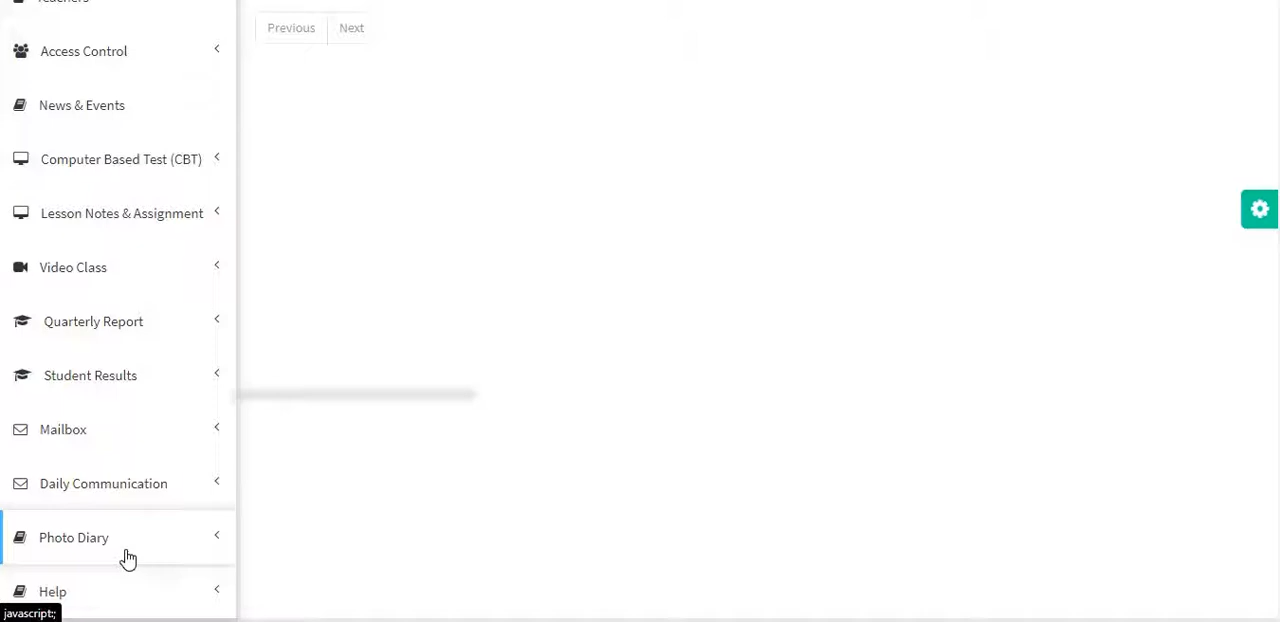 Teachers
Previous
Next
Access Control
News & Events
Computer Based Test (CBT)
Lesson Notes & Assignment
Video Class
Quarterly Report
Student Results
Mailbox
Daily Communication
Photo Diary
Help
javascript:;